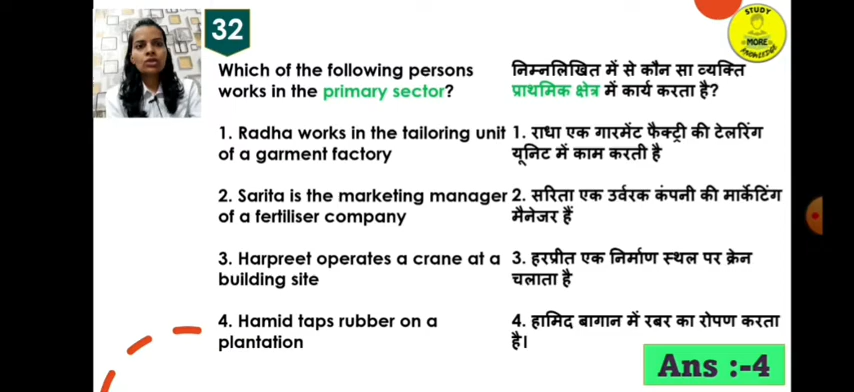 32
STUDY
MORE
KNOWLEDGE
Which of the following persons
works in the primary sector?
1. Radha works in the tailoring unit
of a garment factory
2. Sarita is the marketing manager
of a fertiliser company
3. Harpreet operates a crane at a
building site
4. Hamid taps rubber on a
plantation
निम्नलिखित में से कौन सा व्यक्ति
प्राथमिक क्षेत्र में कार्य करता है?
1. राधा एक गारमेंट फैक्ट्री की टेलरिंग
यूनिट में काम करती है
2. सरिता एक उर्वरक कंपनी की मार्केटिंग
मैनेजर हैं
3. हरप्रीत एक निर्माण स्थल पर क्रेन
चलाता है
4. हामिद बागान में रबर का रोपण करता
है।
Ans :-4